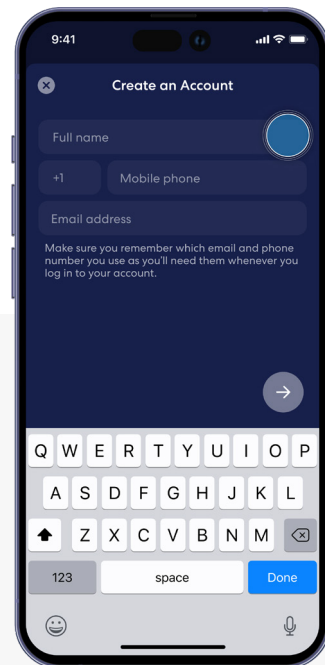 9:41
Create an Account
Full name
+1 Mobile phone
Email address
Make sure you remember which email and phone
number you use as you'll need them whenever you
log in to your account.
Q W E R T Y U I O P
A S D F G H J K L
Z X C V B N M
123 space Done